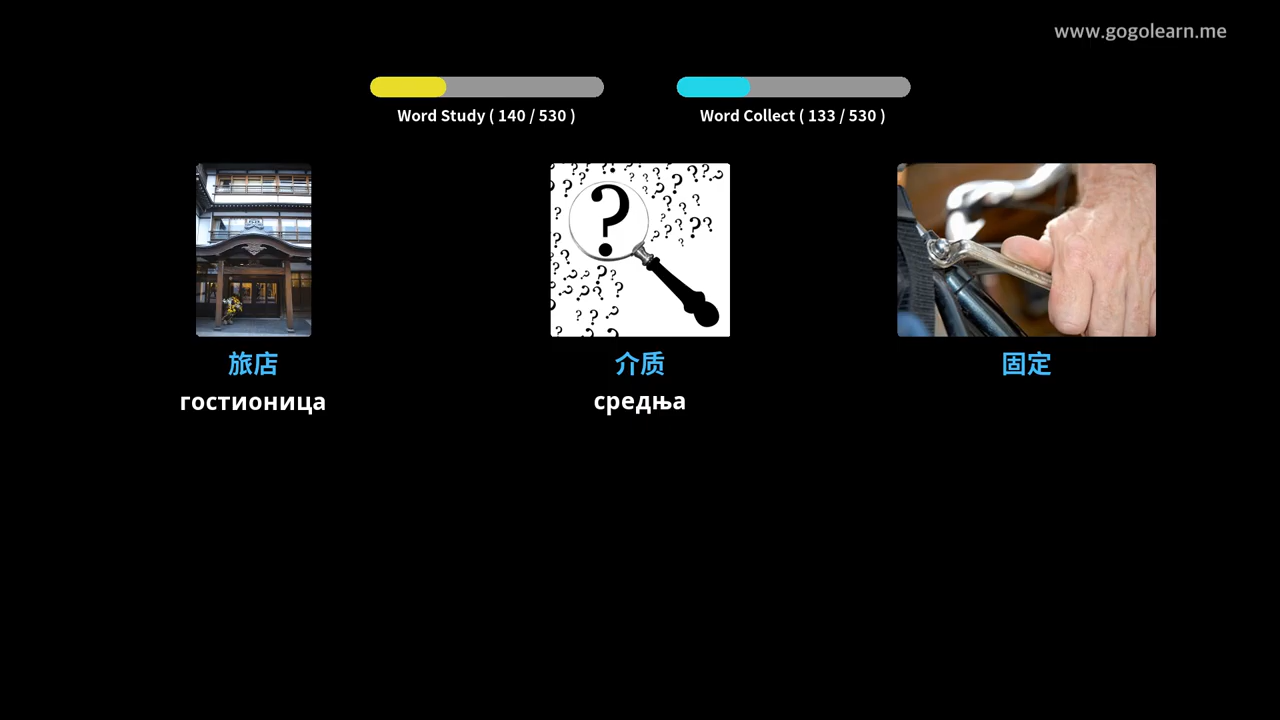 www.gogolearn.me
Word Study ( 140 / 530 )
Word Collect ( 133 / 530 )
旅店
介质
固定
гостионица
средња